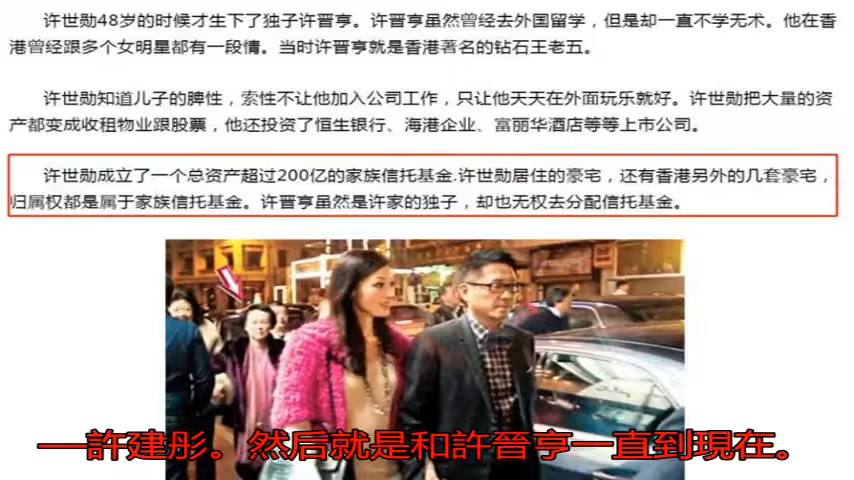 许世勋48岁的时候才生下了独子许晋亨。许晋亨虽然曾经去外国留学，但是却一直不学无术。他在香
港曾经跟多个女明星都有一段情。当时许晋亨就是香港著名的钻石王老五。
许世勋知道儿子的脾性，索性不让他加入公司工作，只让他天天在外面玩乐就好。许世勋把大量的资
产都变成收租物业跟股票，他还投资了恒生银行、海港企业、富丽华酒店等等上市公司。
许世勋成立了一个总资产超过200亿的家族信托基金.许世勋居住的豪宅，还有香港另外的几套豪宅，
归属权都是属于家族信托基金。许晋亨虽然是许家的独子，却也无权去分配信托基金。
──許建彤。然后就是和許晉亨一直到現在。